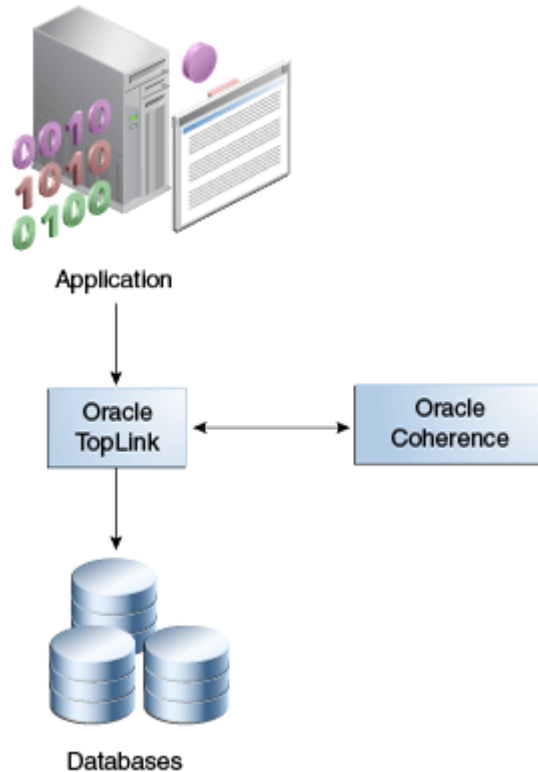 0010
1010
0100
Application
Oracle
TopLink
Oracle
Coherence
Databases